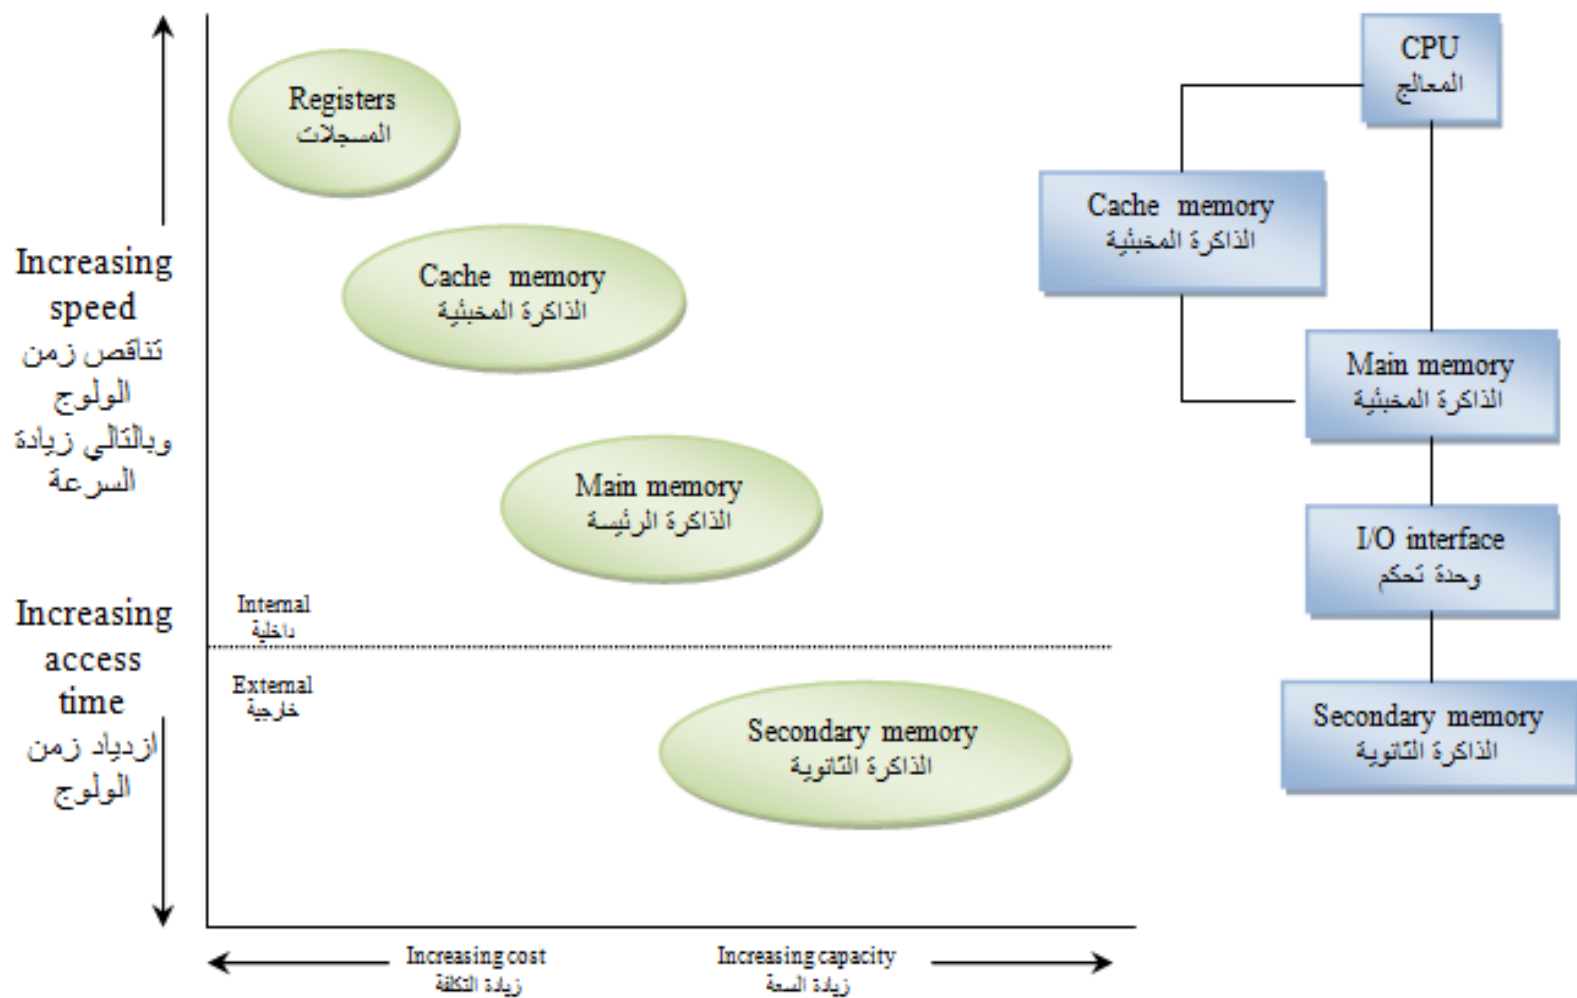 Increasing
speed
تناقص زمن
الولوج
وبالتالي زيادة
السرعة
Increasing
access
time
ازدياد زمن
الولوج
Registers
المسجلات
Cache memory
الذاكرة المخبئية
Main memory
الذاكرة الرئيسة
Internal
داخلية
External
خارجية
Secondary memory
الذاكرة الثانوية
Increasing cost
زيادة التكلفة
Increasing capacity
زيادة السعة
CPU
المعالج
Cache memory
الذاكرة المخبئية
Main memory
الذاكرة المخبئية
I/O interface
وحدة تحكم
Secondary memory
الذاكرة الثانوية